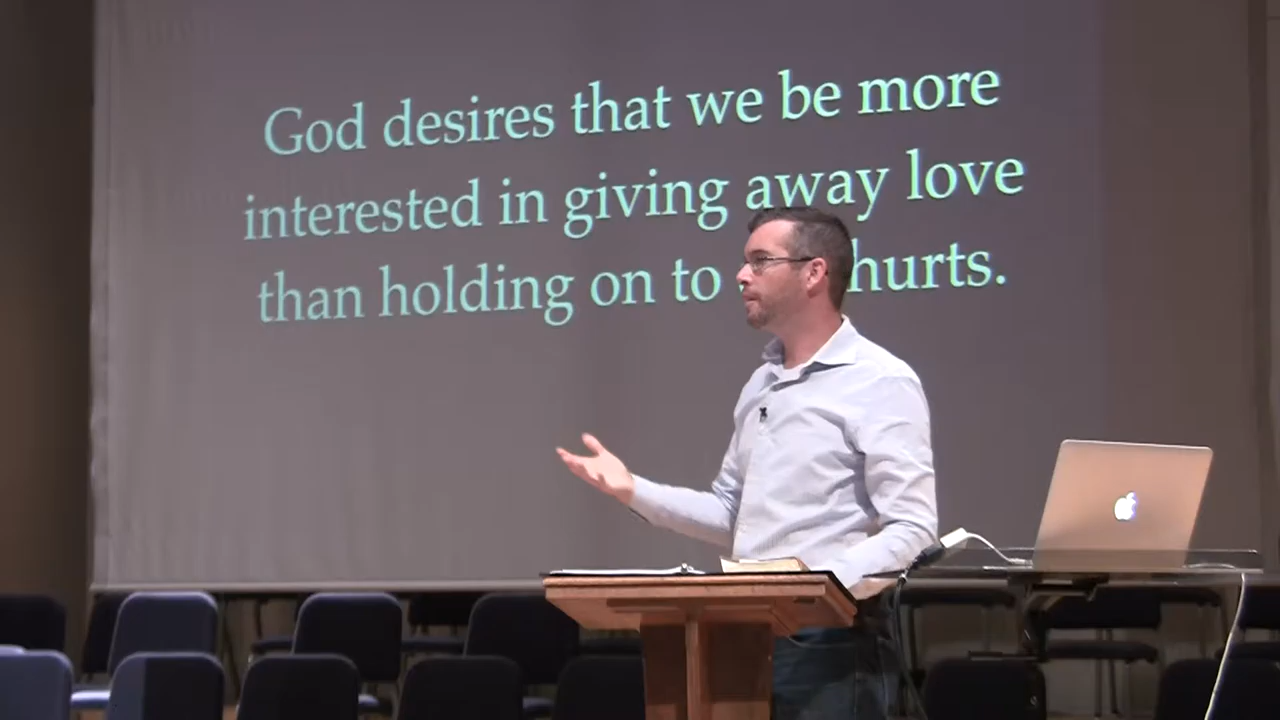 God desires that we be more
interested in giving away love
than holding on to hurts.